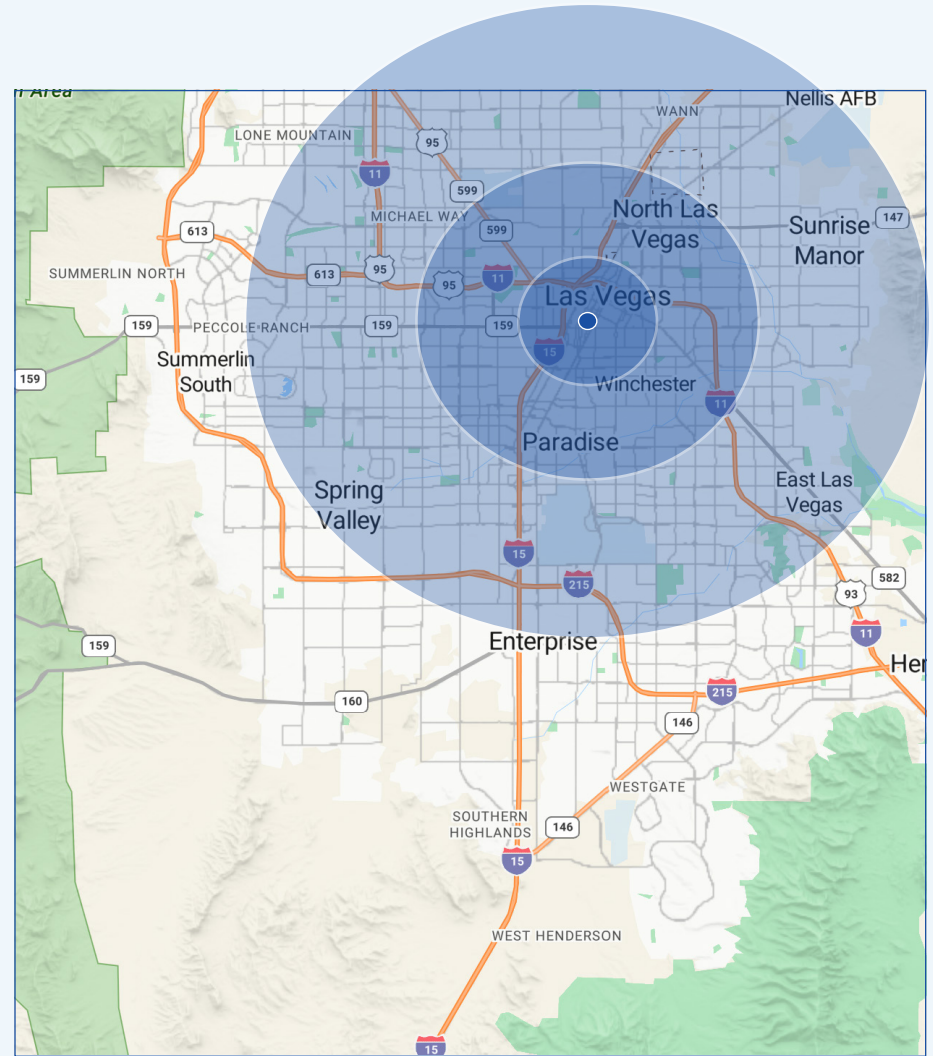 Area
Nellis AFB
WANN
LONE MOUNTAIN
95
11
599
North Las
Vegas
MICHAEL WAY
147
Sunrise
Manor
613
599
95
SUMMERLIN NORTH
613
11
95
Las Vegas
159
PECCOLE RANCH
159
159
15
Summerlin
South
159
Winchester
11
Paradise
East Las
Vegas
Spring
Valley
15
215
582
93
11
Enterprise
159
Her
215
160
146
WESTGATE
SOUTHERN
HIGHLANDS
146
15
WEST HENDERSON
15